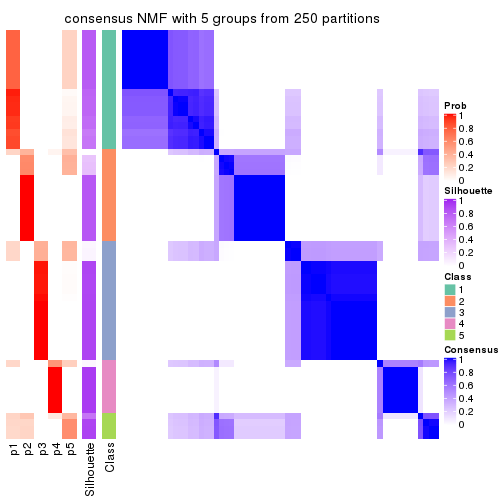 consensus NMF with 5 groups from 250 partitions
Prob
1
0.8
0.6
0.4
0.2
0
Silhouette
1
0.8
0.6
0.4
0.2
0
Class
1
2
3
4
5
Consensus
1
0.8
0.6
0.4
0.2
0
p1
p2
p3
p4
p5
Silhouette
Class